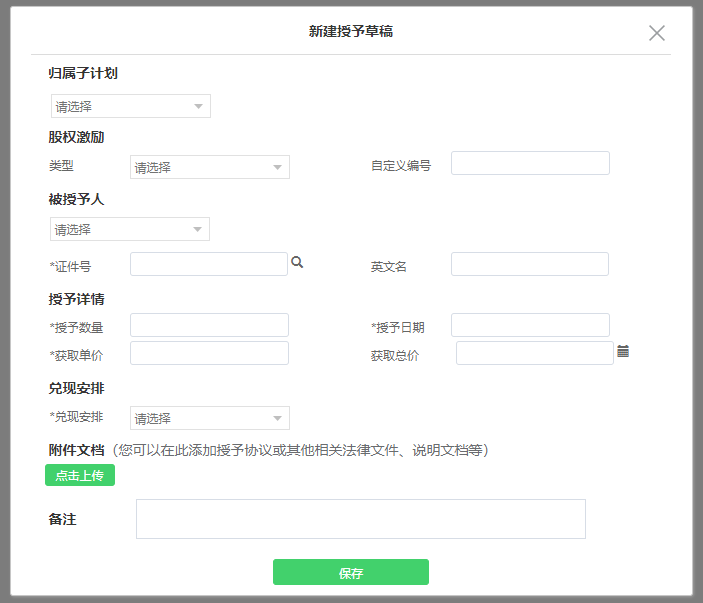 新建授予草稿
归属子计划
请选择
股权激励
类型 请选择 自定义编号
被授予人
请选择
*证件号 英文名
授予详情
*授予数量 *授予日期
*获取单价 获取总价
兑现安排
*兑现安排 请选择
附件文档（您可以在此添加授予协议或其他相关法律文件、说明文档等）
点击上传
备注
保存